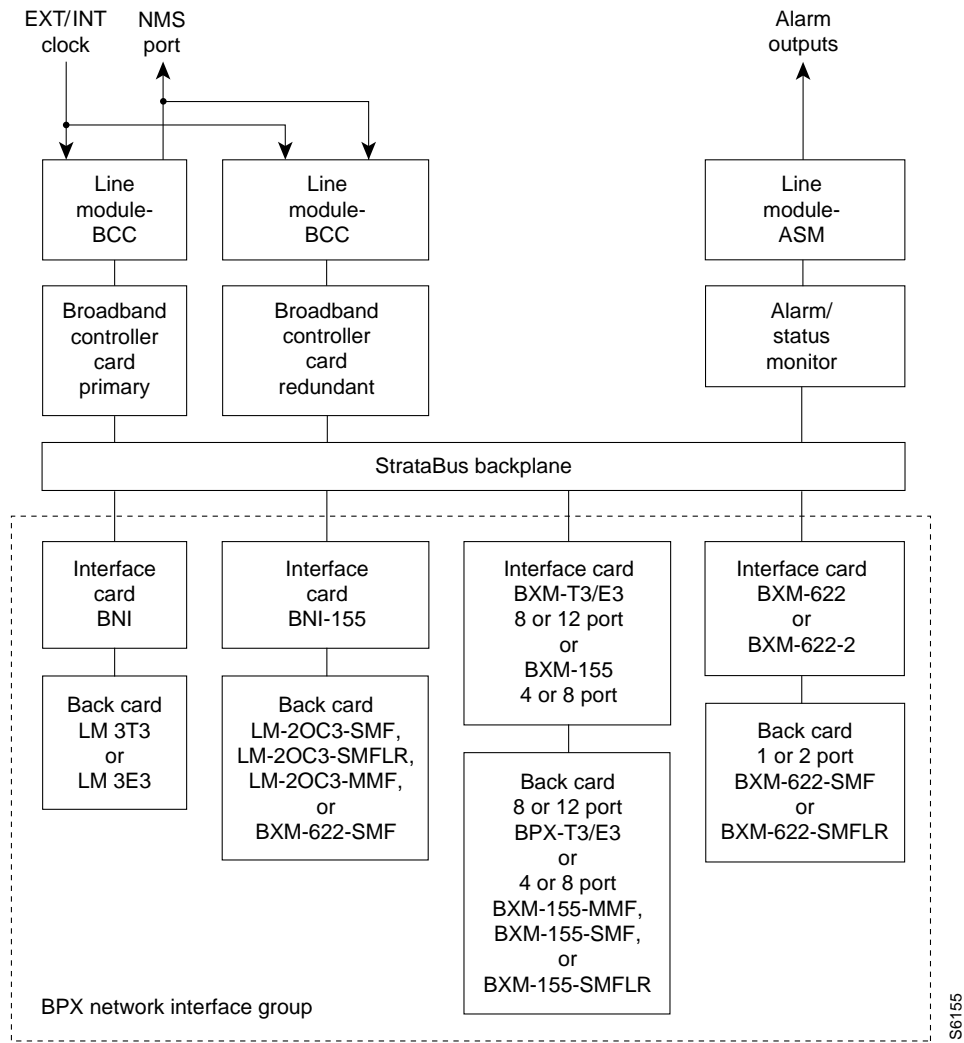 EXT/INT
clock
NMS
port
Alarm
outputs
Line
module-
BCC
Line
module-
BCC
Line
module-
ASM
Broadband
controller
card
primary
Broadband
controller
card
redundant
Alarm/
status
monitor
StrataBus backplane
Interface
card
BNI
Interface
card
BNI-155
Interface card
BXM-T3/E3
8 or 12 port
or
BXM-155
4 or 8 port
Interface card
BXM-622
or
BXM-622-2
Back card
LM 3T3
or
LM 3E3
Back card
LM-2OC3-SMF,
LM-2OC3-SMFLR,
LM-2OC3-MMF,
or
BXM-622-SMF
Back card
8 or 12 port
BPX-T3/E3
or
4 or 8 port
BXM-155-MMF,
BXM-155-SMF,
or
BXM-155-SMFLR
Back card
1 or 2 port
BXM-622-SMF
or
BXM-622-SMFLR
BPX network interface group
S6155